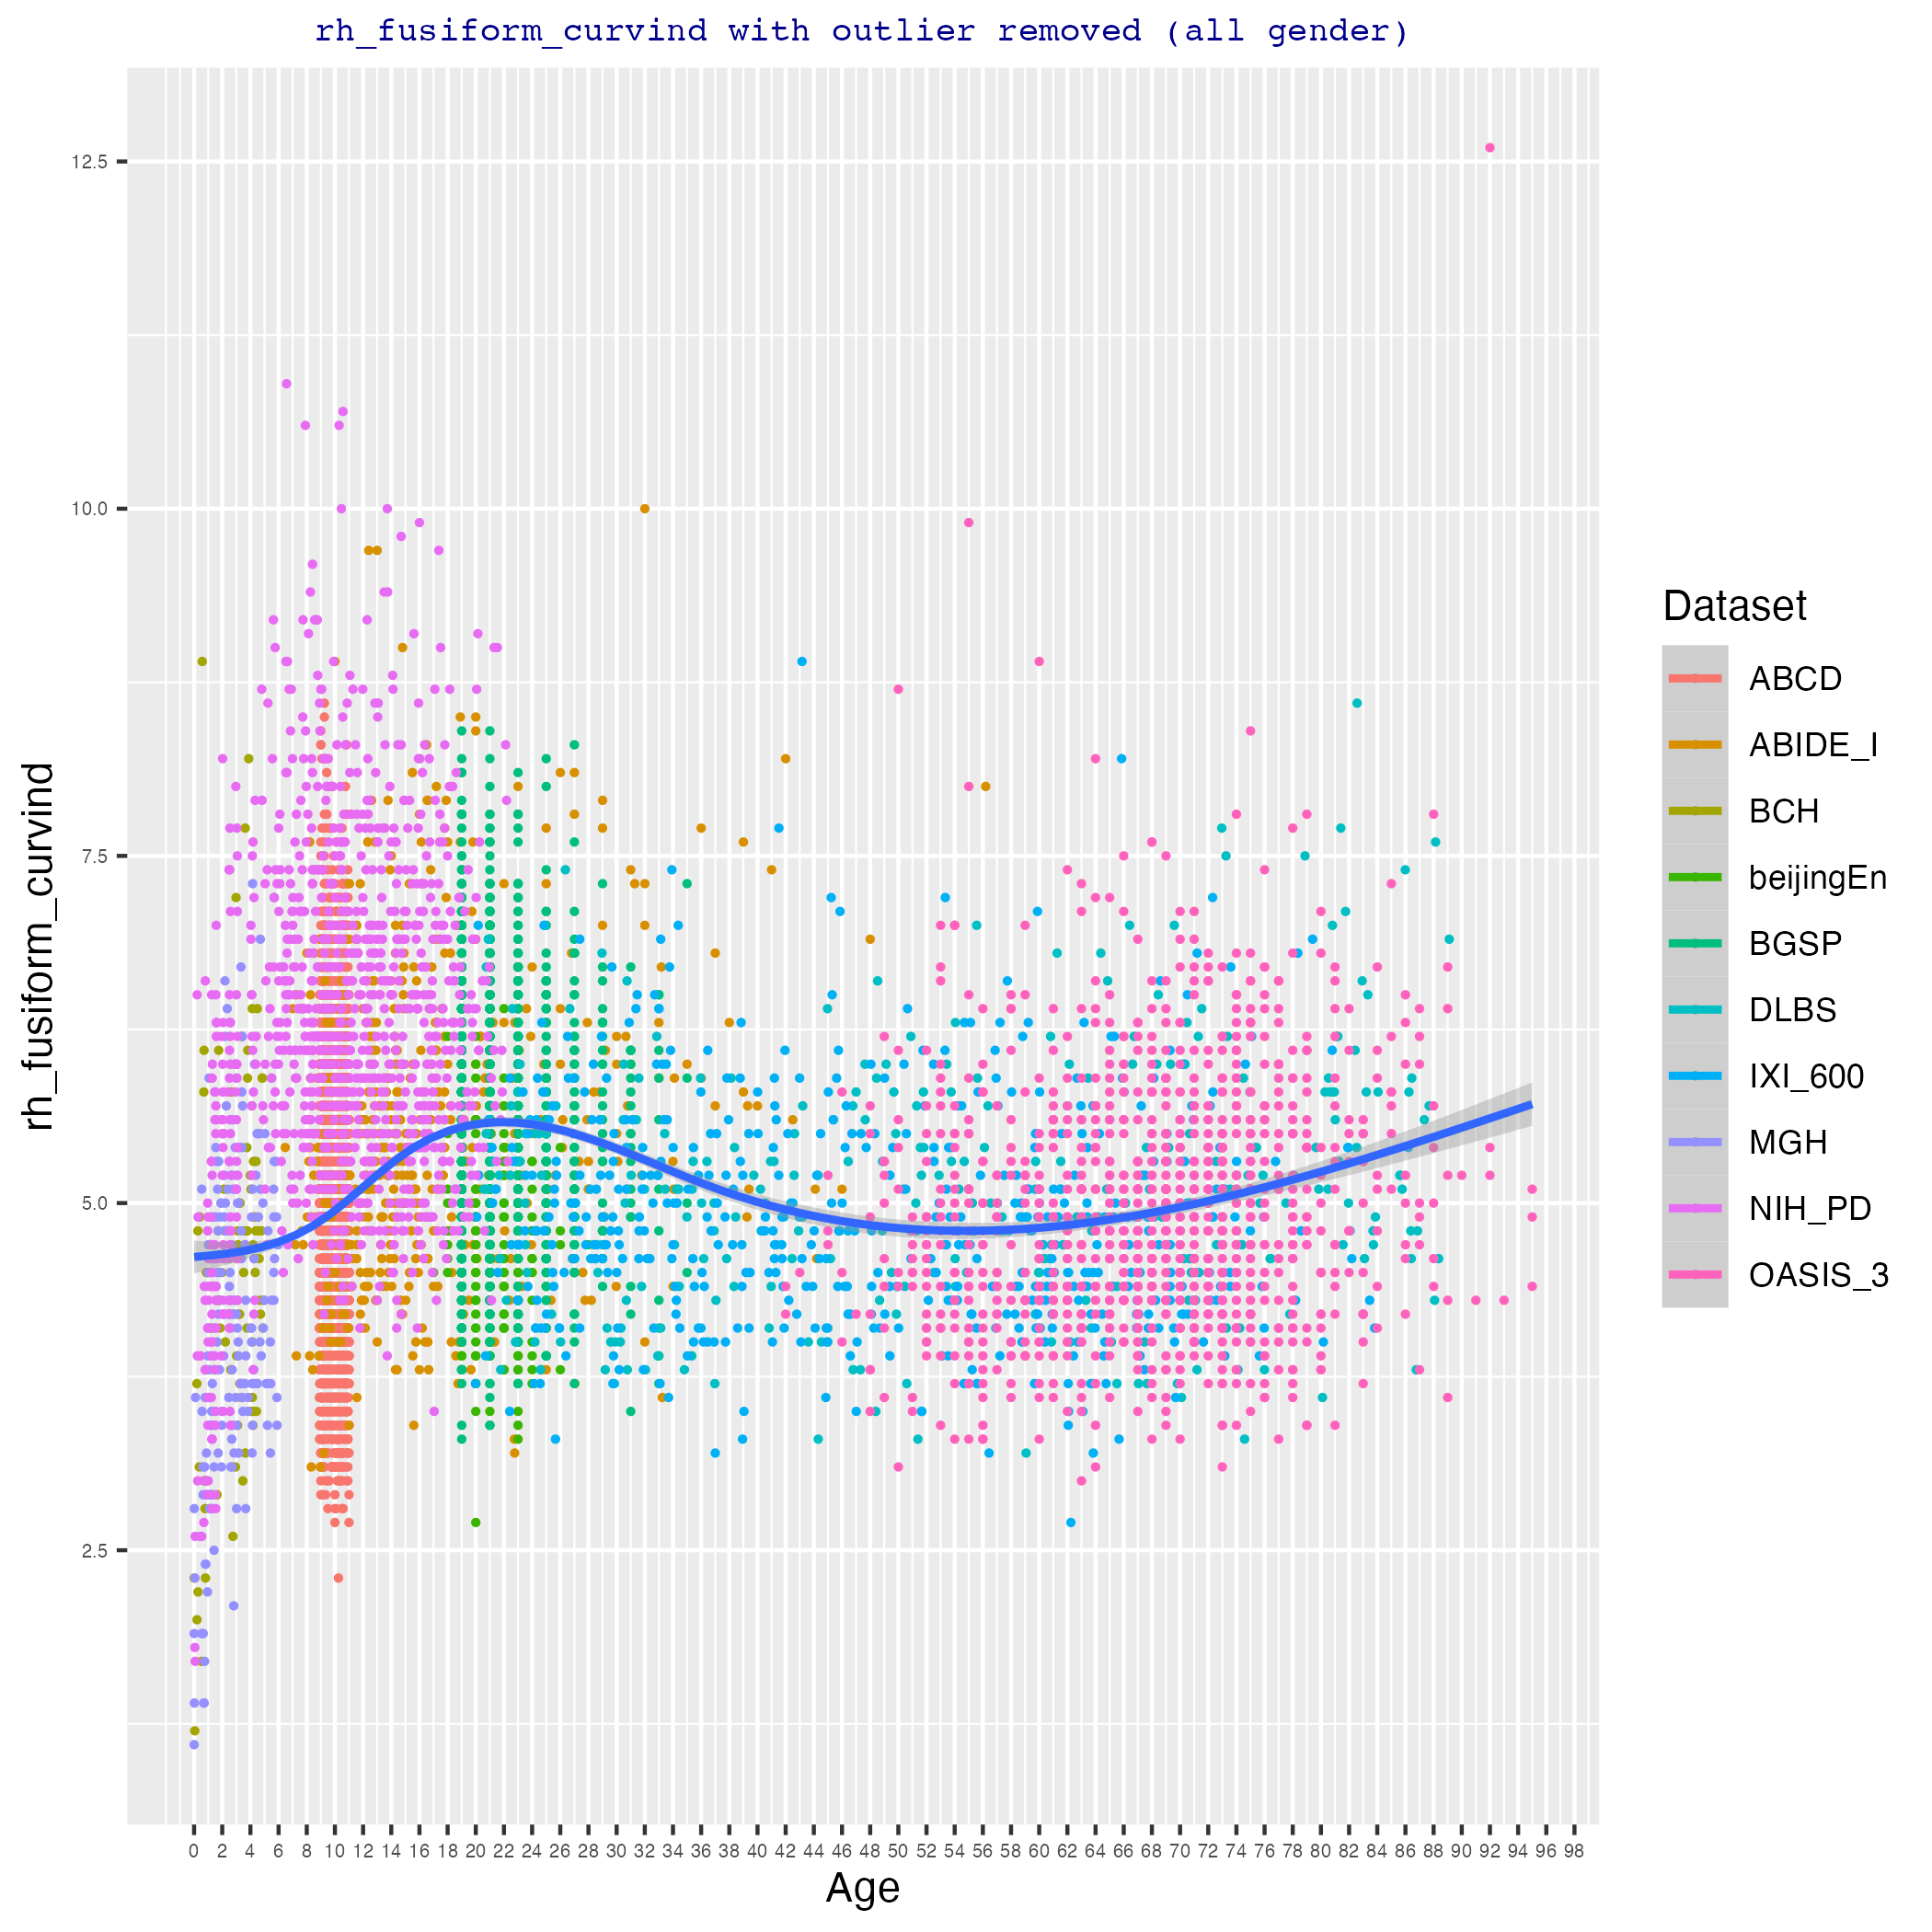 rh_fusiform_curvind with outlier removed (all gender)
12.5
10.0
7.5
5.0
2.5
rh_fusiform_curvind
0 2 4 6 8 10 12 14 16 18 20 22 24 26 28 30 32 34 36 38 40 42 44 46 48 50 52 54 56 58 60 62 64 66 68 70 72 74 76 78 80 82 84 86 88 90 92 94 96 98
Age
Dataset
ABCD
ABIDE_I
BCH
beijingEn
BGSP
DLBS
IXI_600
MGH
NIH_PD
OASIS_3